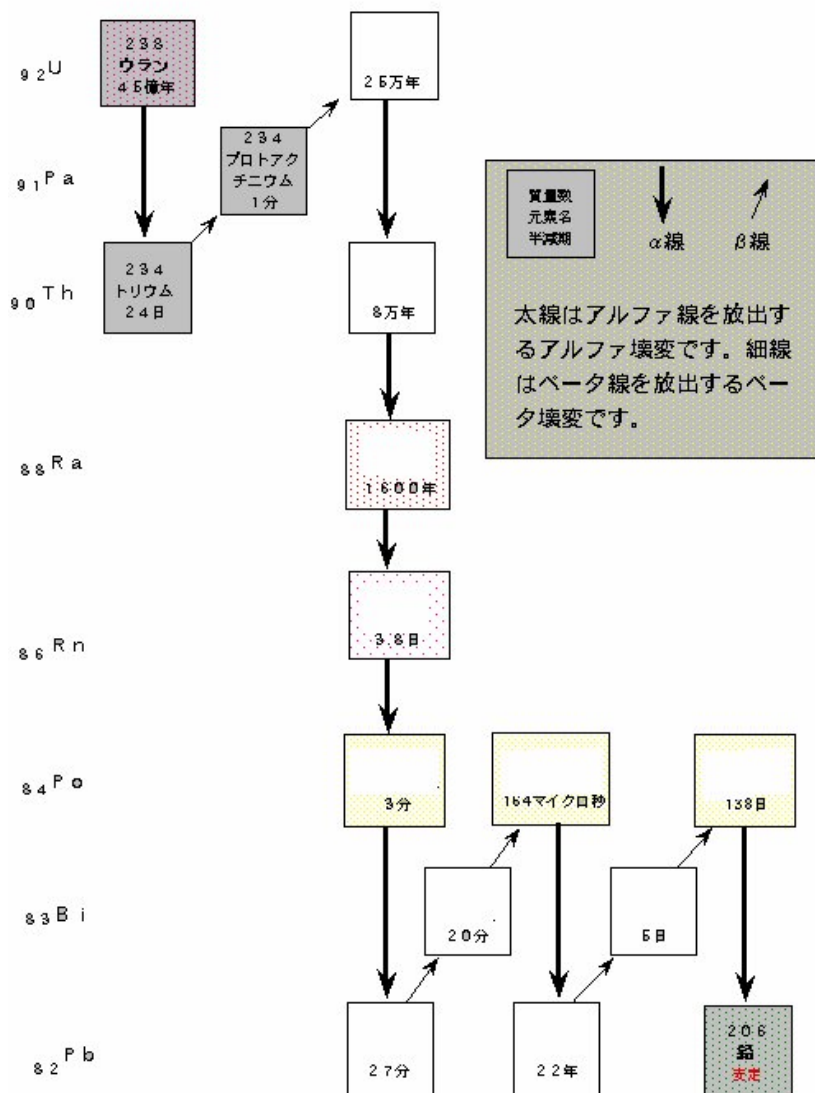 ９２U
２３８
ウラン
４５億年
２５万年
９１Pa
２３４
プロトアク
チニウム
１分
９０Th
２３４
トリウム
２４日
８万年
質量数
元素名
半減期
α線
β線
太線はアルファ線を放出す
るアルファ壊変です。細線
はベータ線を放出するベー
タ壊変です。
８８Ra
１６００年
８６Rn
３.８日
８４Po
３分
164マイクロ秒
138日
８３Bi
２０分
５日
８２Pb
２７分
２２年
２０６
鉛
安定